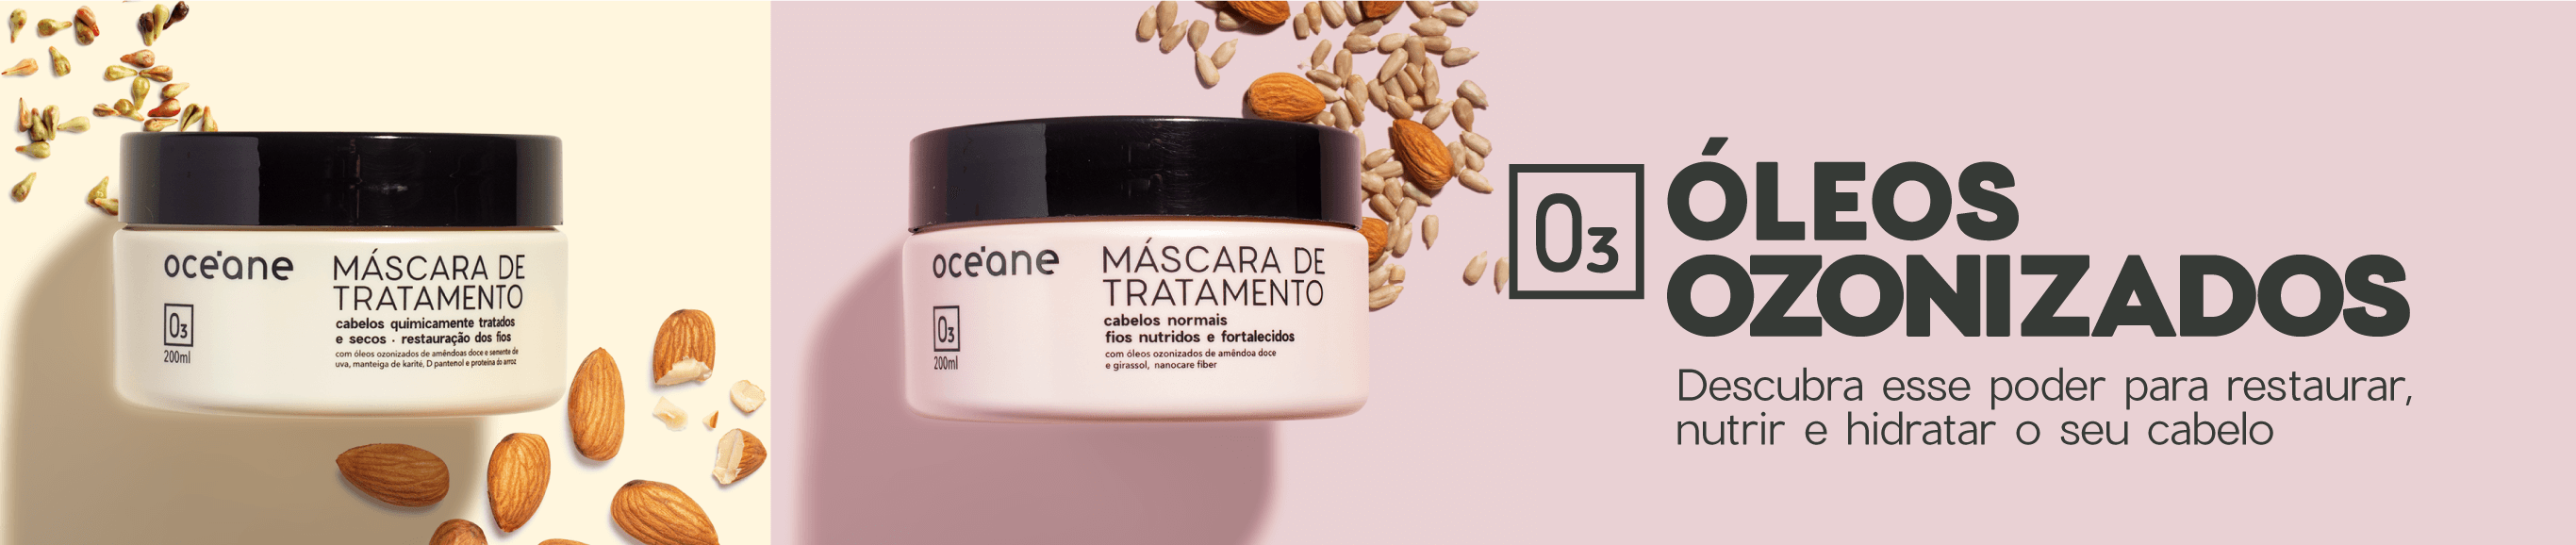 océane
MÁSCARA DE
TRATAMENTO
cabelos quimicamente tratados
e secos · restauração dos fios
com óleos ozonizados de amêndoas doce e semente de
uva, manteiga de karité, D pantenol e proteína do arroz
O3
200ml
océane
MÁSCARA DE
TRATAMENTO
cabelos normais
fios nutridos e fortalecidos
com óleos ozonizados de amêndoa doce
e girassol, nanocare fiber
O3
200ml
O3
ÓLEOS
OZONIZADOS
Descubra esse poder para restaurar,
nutrir e hidratar o seu cabelo